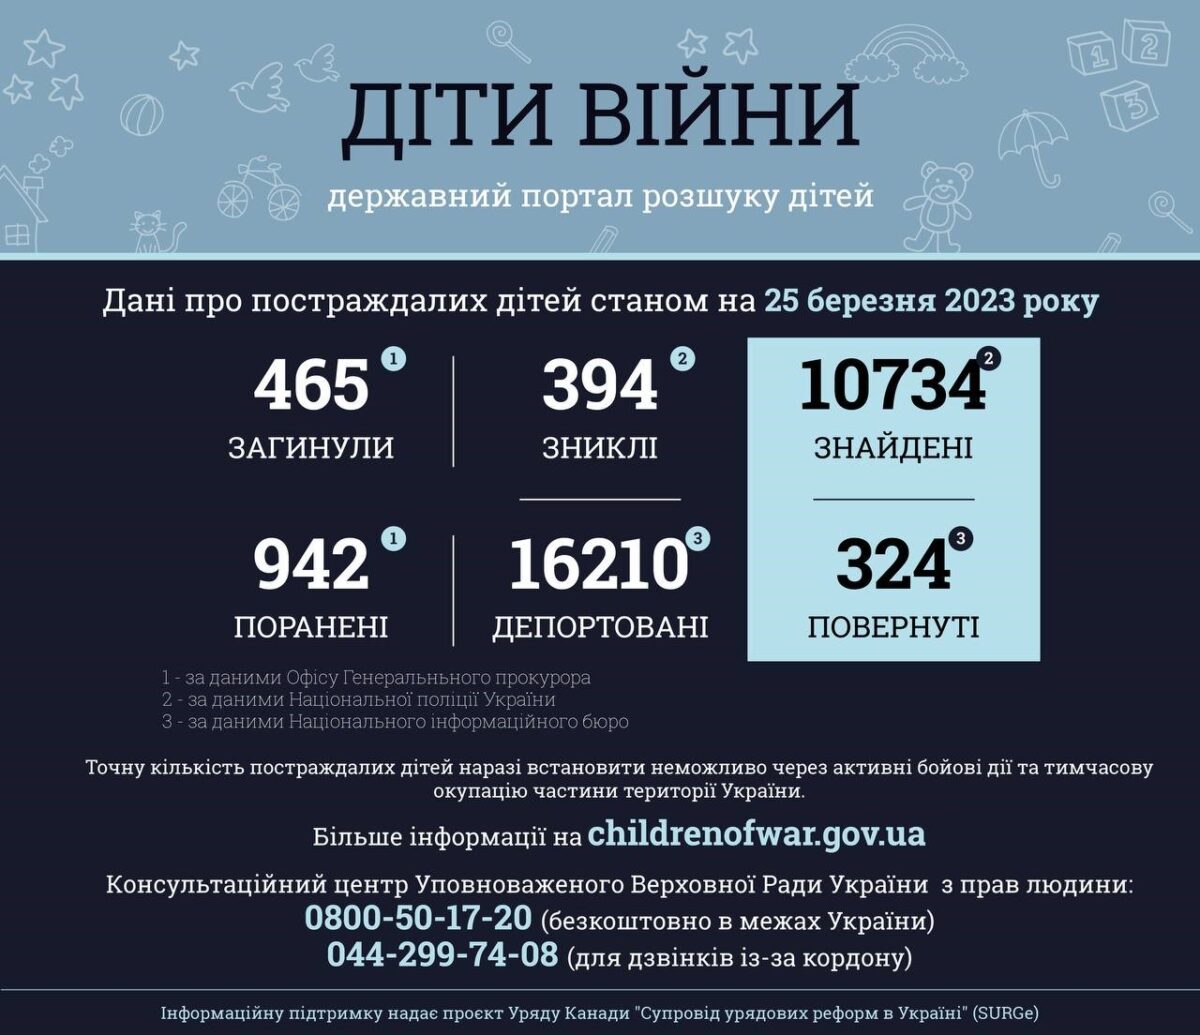 1
2
3
ДІТИ ВІЙНИ
державний портал розшуку дітей
Дані про постраждалих дітей станом на 25 березня 2023 року
465 1
ЗАГИНУЛИ
394 2
ЗНИКЛІ
10734 2
ЗНАЙДЕНІ
942 1
ПОРАНЕНІ
16210 3
ДЕПОРТОВАНІ
324 3
ПОВЕРНУТІ
1 - за даними Офісу Генеральнього прокурора
2 - за даними Національної поліції України
3 - за даними Національного інформаційного бюро
Точну кількість постраждалих дітей наразі встановити неможливо через активні бойові дії та тимчасову
окупацію частини території України.
Більше інформації на childrenofwar.gov.ua
Консультаційний центр Уповноваженого Верховної Ради України з прав людини:
0800-50-17-20 (безкоштовно в межах України)
044-299-74-08 (для дзвінків із-за кордону)
Інформаційну підтримку надає проєкт Уряду Канади "Супровід урядових реформ в Україні" (SURGe)